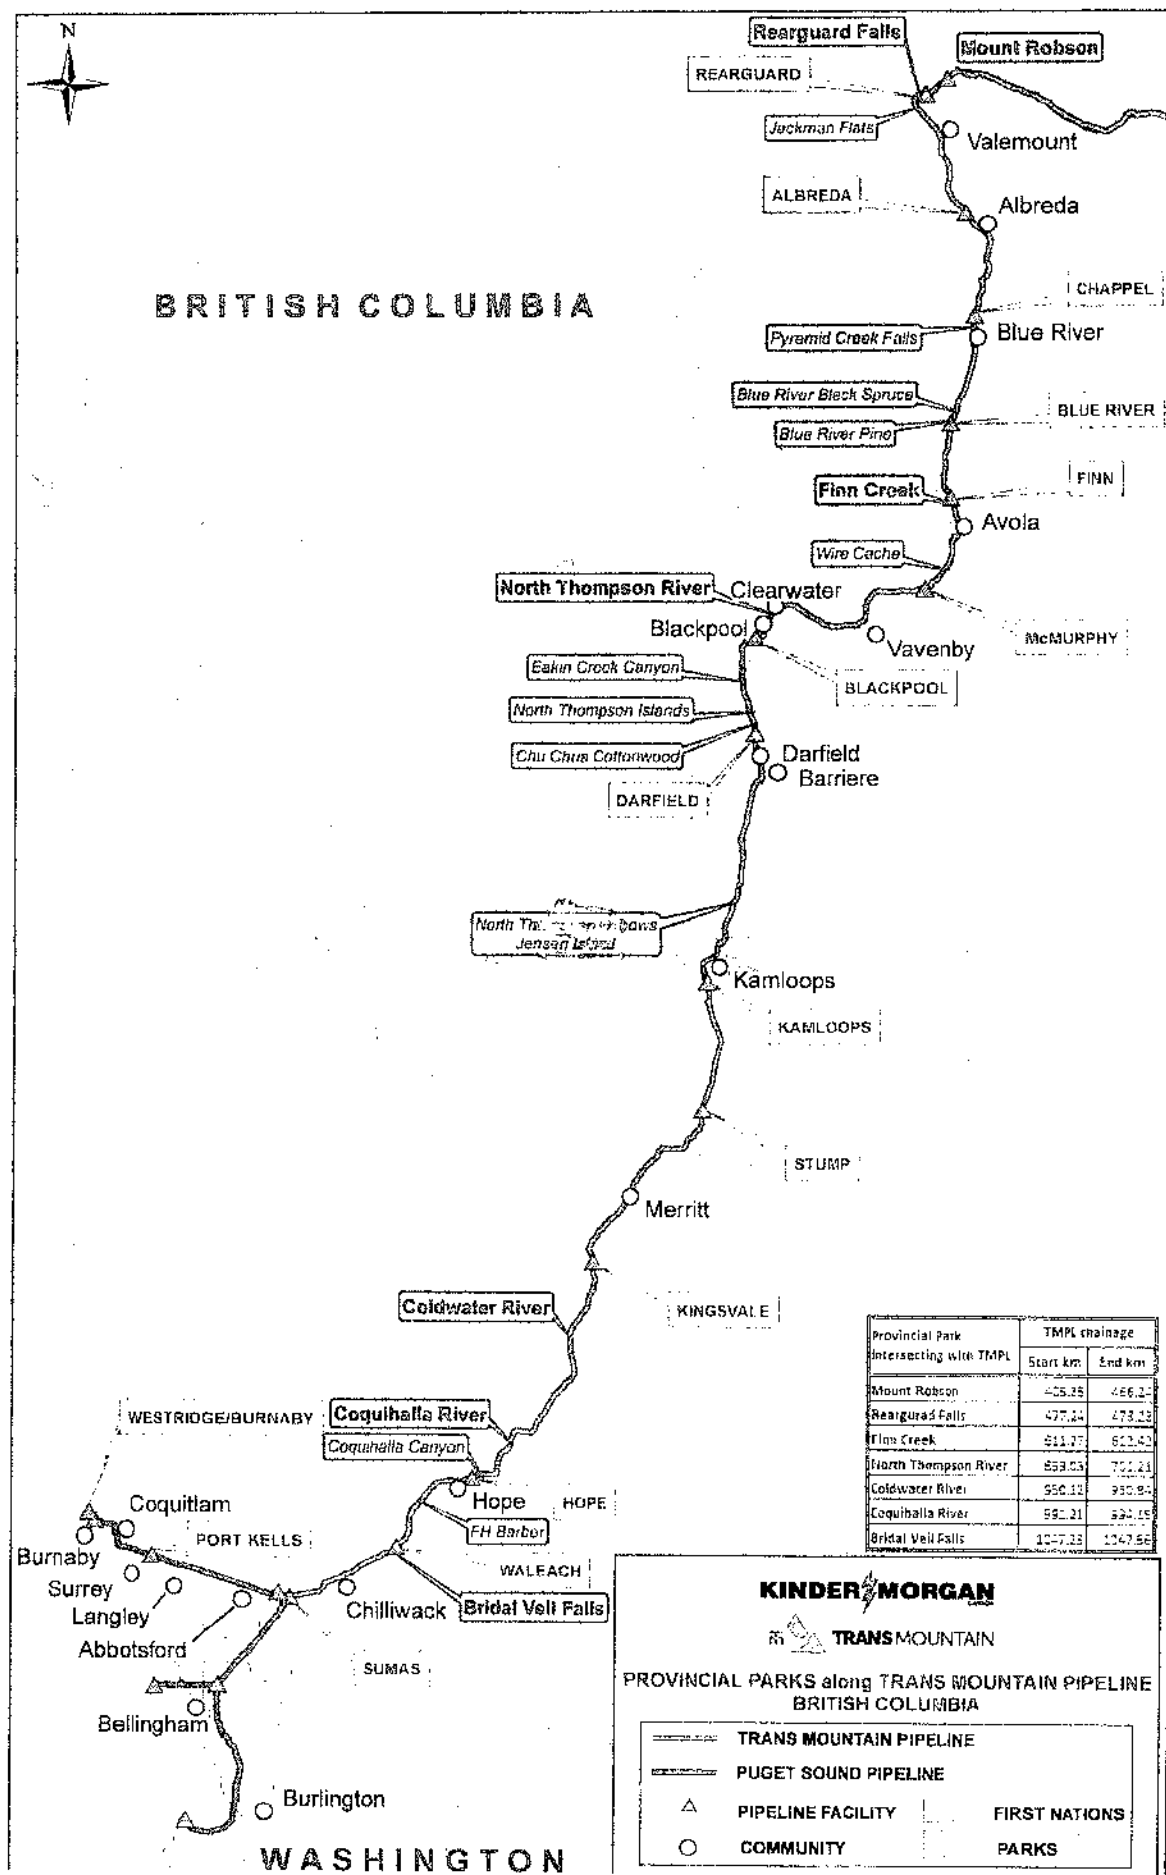 N
Rearguard Falls
Mount Robson
REARGUARD
Jackman Flats
Valemount
ALBREDA
Albreda
BRITISH COLUMBIA
CHAPPEL
Pyramid Creek Falls
Blue River
Blue River Black Spruce
BLUE RIVER
Blue River Pine
FINN
Finn Creek
Avola
Wire Cache
North Thompson River
Clearwater
Blackpool
Vavenby
McMURPHY
Eakin Creek Canyon
BLACKPOOL
North Thompson Islands
Chu Chua Cottonwood
Darfield
Barriere
DARFIELD
North
Jensen Island
Kamloops
KAMLOOPS
STUMP
Merritt
Coldwater River
KINGSVALE
Provincial Park
Intersecting with TMPL
TMPL chainage
Start km
End km
Mount Robson
Reargurad Falls
Finn Creek
North Thompson River
Coldwater River
Coquihalla River
Bridal Veil Falls
WESTRIDGE/BURNABY
Coquihalla River
Coquihalla Canyon
Hope
HOPE
FH Barber
Coquitlam
PORT KELLS
Burnaby
WALEACH
Surrey
Langley
Chilliwack
Bridal Veil Falls
Abbotsford
SUMAS
Bellingham
Burlington
WASHINGTON
KINDER MORGAN
CANADA
TRANSMOUNTAIN
PROVINCIAL PARKS along TRANS MOUNTAIN PIPELINE
BRITISH COLUMBIA
TRANS MOUNTAIN PIPELINE
PUGET SOUND PIPELINE
PIPELINE FACILITY
FIRST NATIONS
COMMUNITY
PARKS